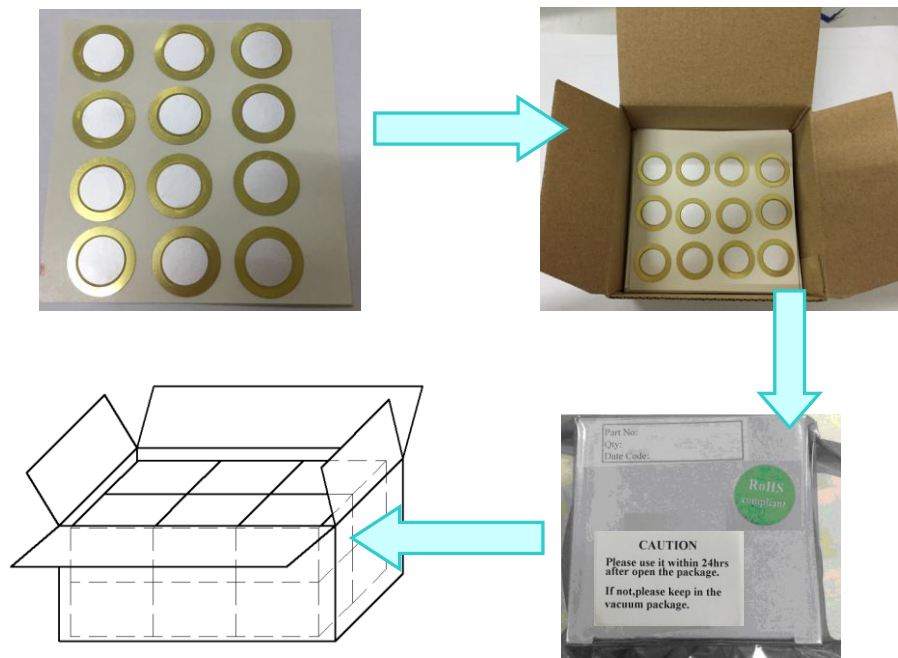 Part No:
Qty:
Date Code:
RoHS
compliant
CAUTION
Please use it within 24hrs
after open the package.
If not,please keep in the
vacuum package.